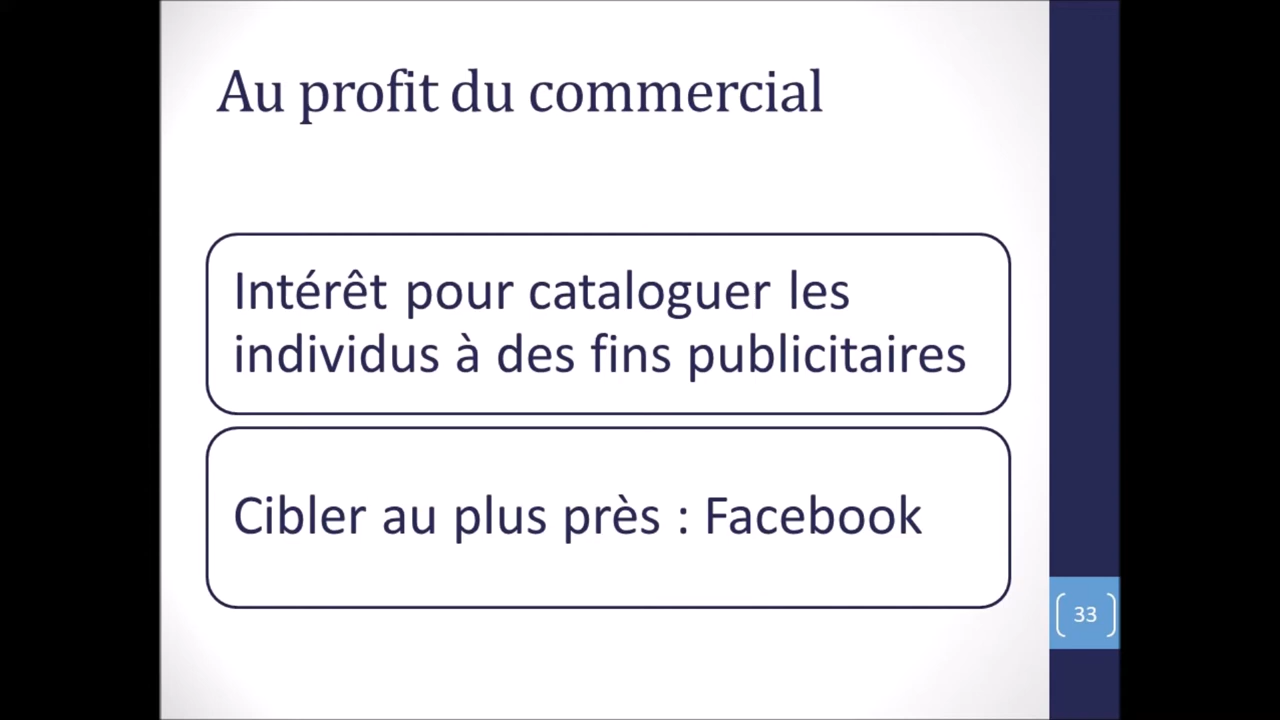 Au profit du commercial
Intérêt pour cataloguer les
individus à des fins publicitaires
Cibler au plus près : Facebook
33